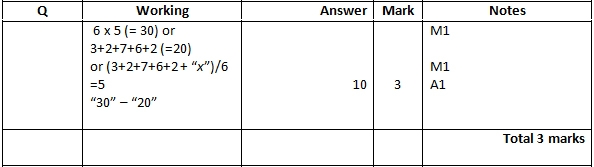 Q Working Answer Mark Notes
6 x 5 (= 30) or M1
3+2+7+6+2 (=20)
or (3+2+7+6+2 + “x”)/6 M1
=5 10 3 A1
“30” – “20”
Total 3 marks